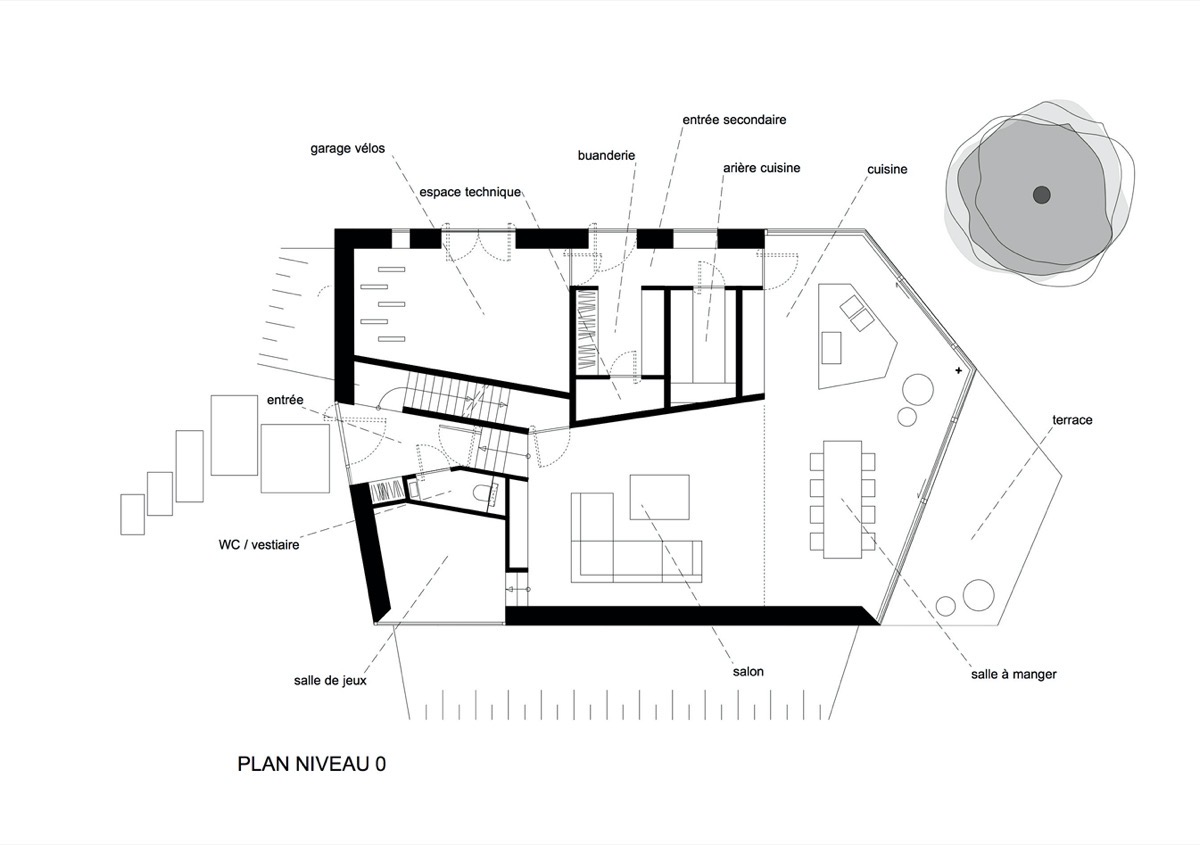 entrée secondaire
garage vélos
buanderie
arière cuisine
cuisine
espace technique
entrée
terrace
WC / vestiaire
salon
salle à manger
salle de jeux
PLAN NIVEAU 0